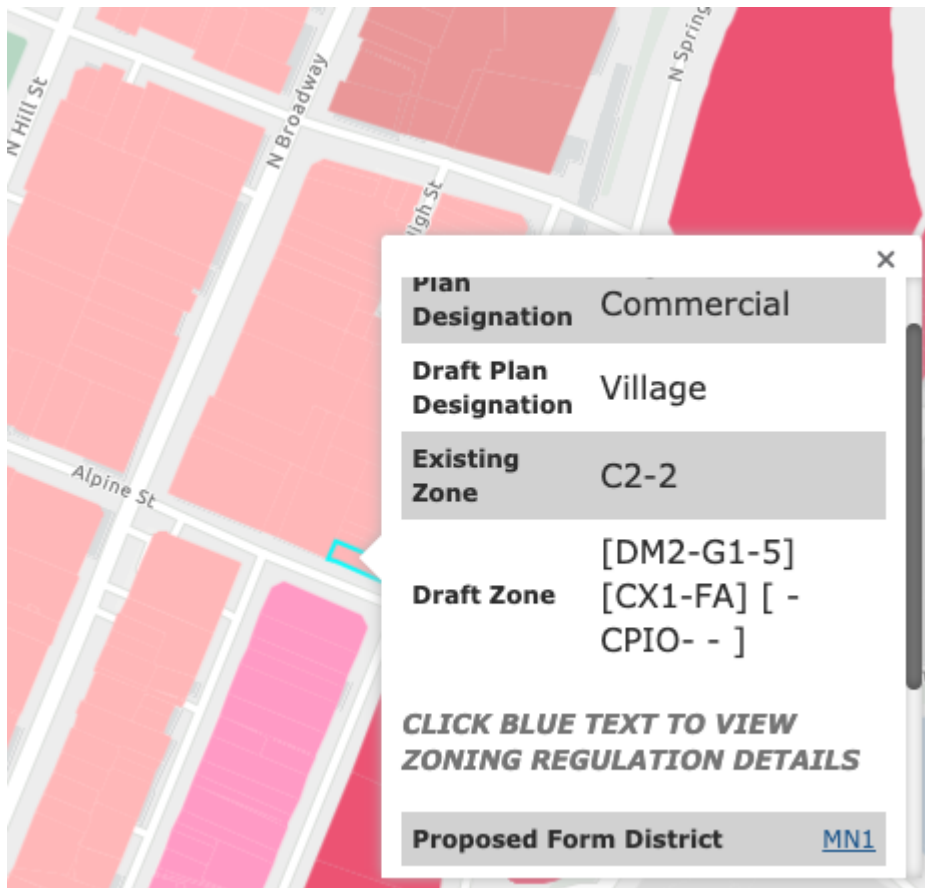 N Spring
N Hill St
N Broadway
High St
×
Plan
Designation
Commercial
Draft Plan
Designation
Village
Existing
Zone
C2-2
Alpine St
Draft Zone
[DM2-G1-5]
[CX1-FA] [ -
CPIO- - ]
CLICK BLUE TEXT TO VIEW
ZONING REGULATION DETAILS
Proposed Form District
MN1